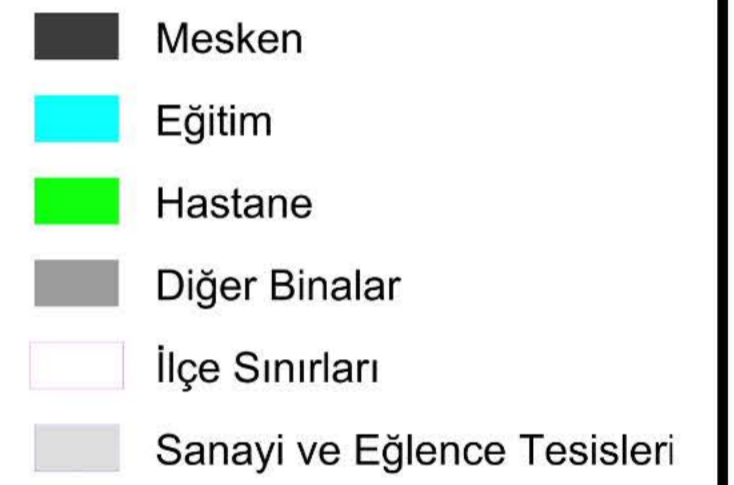 Mesken
Eğitim
Hastane
Diğer Binalar
İlçe Sınırları
Sanayi ve Eğlence Tesisleri